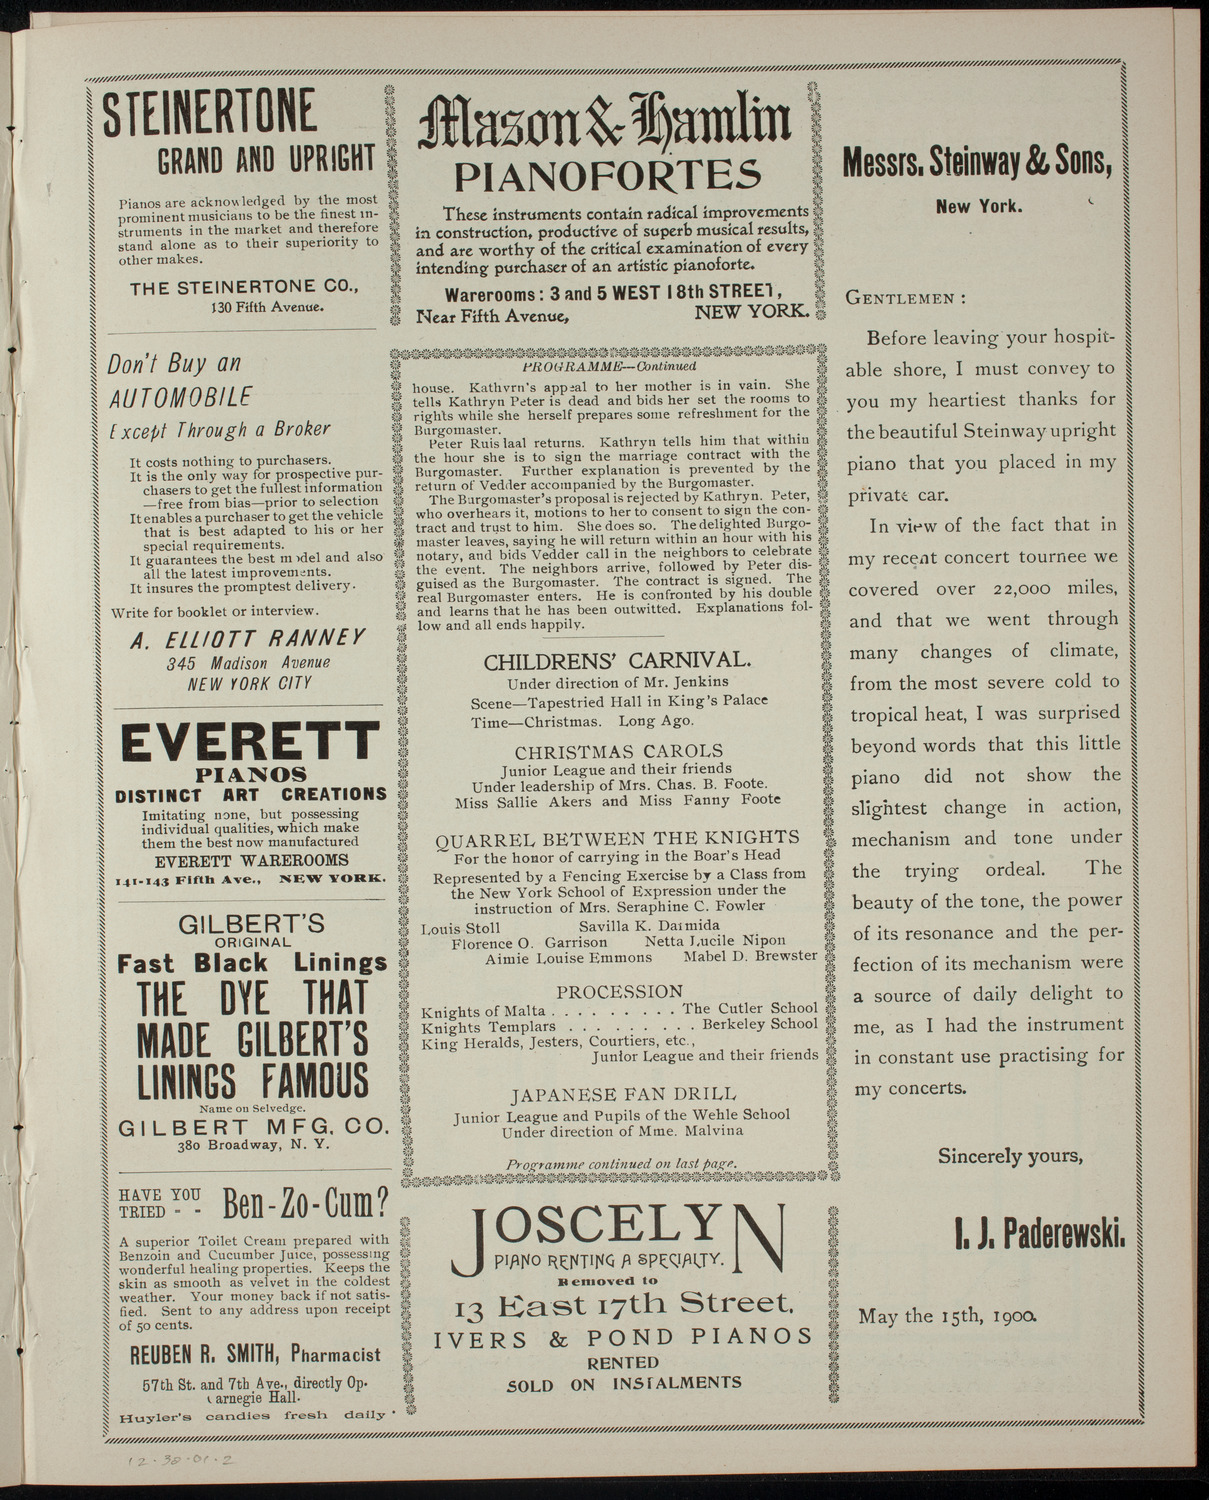 STEINERTONE
GRAND AND UPRIGHT
Pianos are acknowledged by the most
prominent musicians to be the finest in-
struments in the market and therefore
stand alone as to their superiority to
other makes.
THE STEINERTONE CO.,
130 Fifth Avenue.
Don't Buy an
AUTOMOBILE
Except Through a Broker
It costs nothing to purchasers.
It is the only way for prospective pur-
chasers to get the fullest information
—free from bias—prior to selection
It enables a purchaser to get the vehicle
that is best adapted to his or her
special requirements.
It guarantees the best model and also
all the latest improvements.
It insures the promptest delivery.
Write for booklet or interview.
A. ELLIOTT RANNEY
345 Madison Avenue
NEW YORK CITY
EVERETT
PIANOS
DISTINCT ART CREATIONS
Imitating none, but possessing
individual qualities, which make
them the best now manufactured
EVERETT WAREROOMS
141-143 Fifth Ave., NEW YORK.
GILBERT'S
ORIGINAL
Fast Black Linings
THE DYE THAT
MADE GILBERT'S
LININGS FAMOUS
Name on Selvedge.
GILBERT MFG. CO.
380 Broadway, N. Y.
HAVE YOU
TRIED - -
Ben-Zo-Cum?
A superior Toilet Cream prepared with
Benzoin and Cucumber Juice, possessing
wonderful healing properties. Keeps the
skin as smooth as velvet in the coldest
weather. Your money back if not satis-
fied. Sent to any address upon receipt
of 50 cents.
REUBEN R. SMITH, Pharmacist
57th St. and 7th Ave., directly Op.
Carnegie Hall.
Huyler's candies fresh daily
12.30.01.2
Mason & Hamlin
PIANOFORTES
These instruments contain radical improvements
in construction, productive of superb musical results,
and are worthy of the critical examination of every
intending purchaser of an artistic pianoforte.
Warerooms: 3 and 5 WEST 18th STREET,
Near Fifth Avenue, NEW YORK.
PROGRAMME—Continued
house. Kathyrn's appeal to her mother is in vain. She
tells Kathryn Peter is dead and bids her set the rooms to
rights while she herself prepares some refreshment for the
Burgomaster.
Peter Ruislaal returns. Kathryn tells him that within
the hour she is to sign the marriage contract with the
Burgomaster. Further explanation is prevented by the
return of Vedder accompanied by the Burgomaster.
The Burgomaster's proposal is rejected by Kathryn. Peter,
who overhears it, motions to her to consent to sign the con-
tract and trust to him. She does so. The delighted Burgo-
master leaves, saying he will return within an hour with his
notary, and bids Vedder call in the neighbors to celebrate
the event. The neighbors arrive, followed by Peter dis-
guised as the Burgomaster. The contract is signed. The
real Burgomaster enters. He is confronted by his double
and learns that he has been outwitted. Explanations fol-
low and all ends happily.
CHILDRENS' CARNIVAL.
Under direction of Mr. Jenkins
Scene—Tapestried Hall in King's Palace
Time—Christmas. Long Ago.
CHRISTMAS CAROLS
Junior League and their friends
Under leadership of Mrs. Chas. B. Foote.
Miss Sallie Akers and Miss Fanny Foote
QUARREL BETWEEN THE KNIGHTS
For the honor of carrying in the Boar's Head
Represented by a Fencing Exercise by a Class from
the New York School of Expression under the
instruction of Mrs. Seraphine C. Fowler
Louis Stoll Savilla K. Darmida
Florence O. Garrison Netta Lucile Nipon
Aimie Louise Emmons Mabel D. Brewster
PROCESSION
Knights of Malta . . . . . . . . . The Cutler School
Knights Templars . . . . . . . . . Berkeley School
King Heralds, Jesters, Courtiers, etc.,
Junior League and their friends
JAPANESE FAN DRILL
Junior League and Pupils of the Wehle School
Under direction of Mme. Malvina
Programme continued on last page.
JOSCELYN
PIANO RENTING A SPECIALTY.
Removed to
13 East 17th Street.
IVERS & POND PIANOS
RENTED
SOLD ON INSTALMENTS
Messrs. Steinway & Sons,
New York.
GENTLEMEN:
Before leaving your hospit-
able shore, I must convey to
you my heartiest thanks for
the beautiful Steinway upright
piano that you placed in my
private car.
In view of the fact that in
my recent concert tournee we
covered over 22,000 miles,
and that we went through
many changes of climate,
from the most severe cold to
tropical heat, I was surprised
beyond words that this little
piano did not show the
slightest change in action,
mechanism and tone under
the trying ordeal. The
beauty of the tone, the power
of its resonance and the per-
fection of its mechanism were
a source of daily delight to
me, as I had the instrument
in constant use practising for
my concerts.
Sincerely yours,
I. J. Paderewski.
May the 15th, 1900.